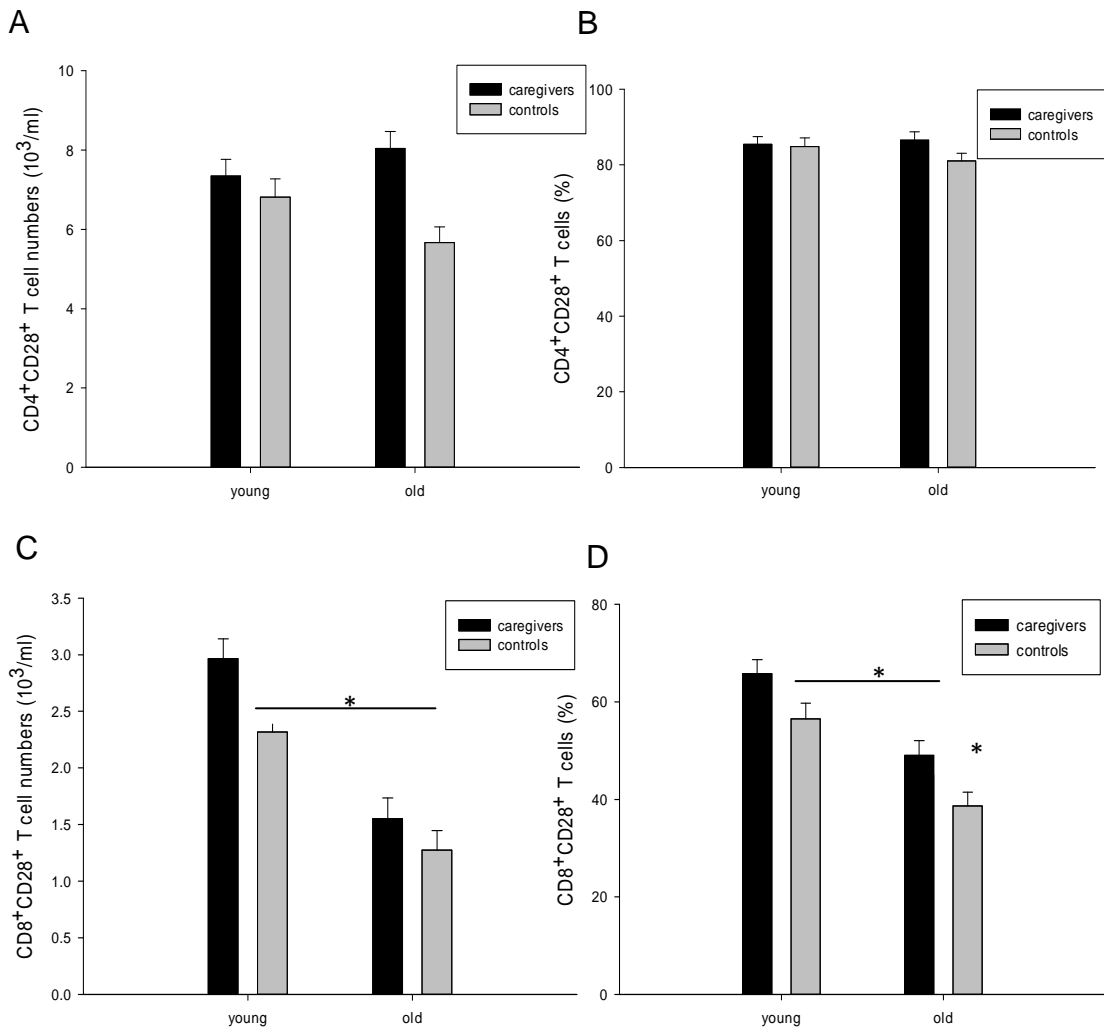 A
CD4+CD28+ T cell numbers (10³/ml)
10
8
6
4
2
0
young
old
caregivers
controls
B
CD4+CD28+ T cells (%)
100
80
60
40
20
0
young
old
caregivers
controls
C
CD8+CD28+ T cell numbers (10³/ml)
3.5
3.0
2.5
2.0
1.5
1.0
0.5
0.0
*
young
old
caregivers
controls
D
CD8+CD28+ T cells (%)
80
60
40
20
0
*
*
young
old
caregivers
controls